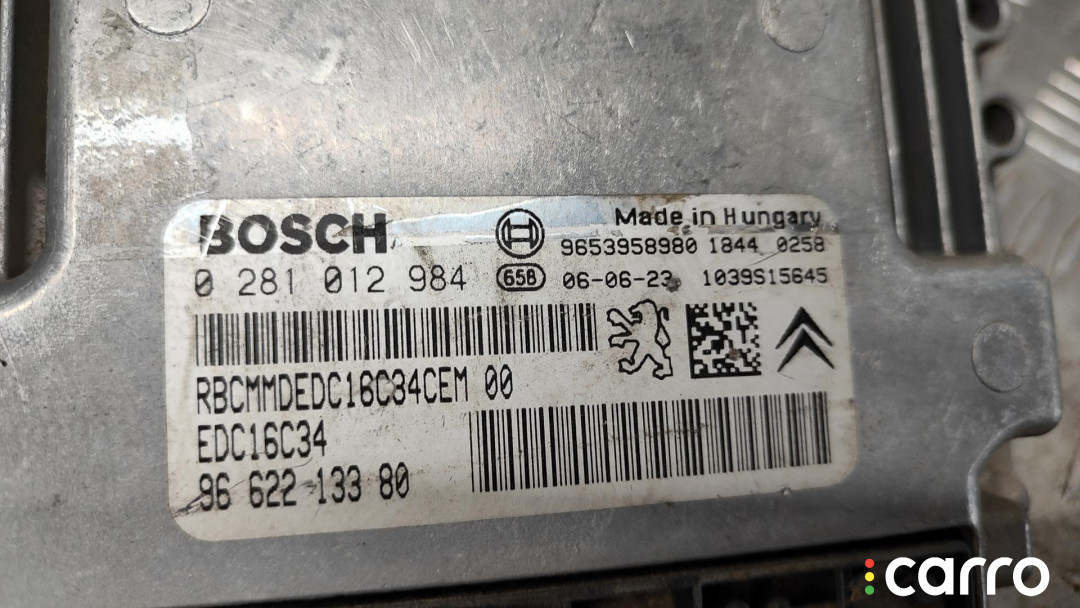 BOSCH
Made in Hungary
9653958980 1844 0258
0 281 012 984
65B
06-06-23 1039S15645
RBCMMDEDC16C34CEM 00
EDC16C34
96 622 133 80
carro